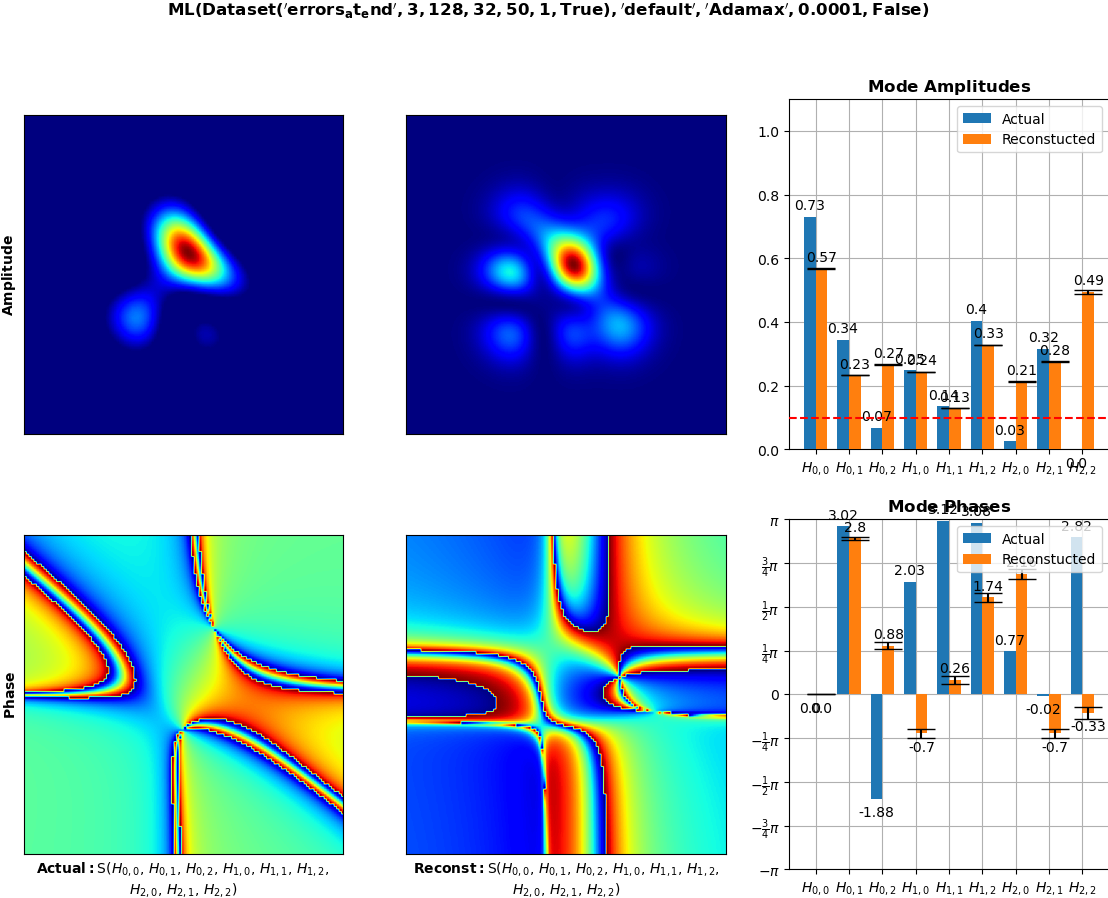 ML(Dataset('errors_at_end', 3, 128, 32, 50, 1, True), 'default', 'Adamax', 0.0001, False)
Amplitude
Mode Amplitudes
Actual
Reconstucted
1.0
0.8
0.6
0.4
0.2
0.0
0.73
0.57
0.34
0.23
0.07
0.27
0.25
0.24
0.14
0.13
0.4
0.33
0.03
0.21
0.32
0.28
0.0
0.49
H0,0 H0,1 H0,2 H1,0 H1,1 H1,2 H2,0 H2,1 H2,2
Phase
Mode Phases
Actual
Reconstucted
π
3/4π
1/2π
1/4π
0
−1/4π
−1/2π
−3/4π
−π
0.0
0.0
3.02
2.8
-1.88
0.88
2.03
-0.7
3.12
0.26
3.08
1.74
0.77
-0.02
-0.7
2.82
-0.33
H0,0 H0,1 H0,2 H1,0 H1,1 H1,2 H2,0 H2,1 H2,2
Actual: S(H0,0, H0,1, H0,2, H1,0, H1,1, H1,2,
H2,0, H2,1, H2,2)
Reconst: S(H0,0, H0,1, H0,2, H1,0, H1,1, H1,2,
H2,0, H2,1, H2,2)